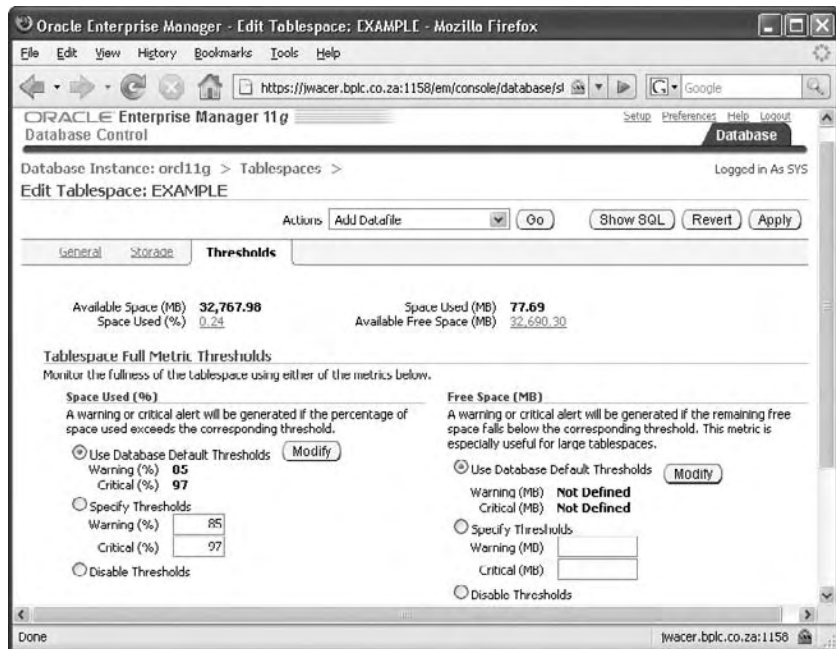 Oracle Enterprise Manager - Edit Tablespace: EXAMPLE - Mozilla Firefox
File Edit View History Bookmarks Tools Help
https://jwacer.bplc.co.za:1158/em/console/database/sl
G Google
ORACLE Enterprise Manager 11g
Database Control
Setup Preferences Help Logout
Database
Database Instance: orcl11g > Tablespaces >
Logged in As SYS
Edit Tablespace: EXAMPLE
Actions Add Datafile Go Show SQL Revert Apply
General Storage Thresholds
Available Space (MB) 32,767.98 Space Used (MB) 77.69
Space Used (%) 0.24 Available Free Space (MB) 32,690.30
Tablespace Full Metric Thresholds
Monitor the fullness of the tablespace using either of the metrics below.
Space Used (%)
A warning or critical alert will be generated if the percentage of
space used exceeds the corresponding threshold.
Use Database Default Thresholds Modify
Warning (%) 85
Critical (%) 97
Specify Thresholds
Warning (%) 85
Critical (%) 97
Disable Thresholds
Free Space (MB)
A warning or critical alert will be generated if the remaining free
space falls below the corresponding threshold. This metric is
especially useful for large tablespaces.
Use Database Default Thresholds Modify
Warning (MB) Not Defined
Critical (MB) Not Defined
Specify Thresholds
Warning (MB)
Critical (MB)
Disable Thresholds
Done
jwacer.bplc.co.za:1158